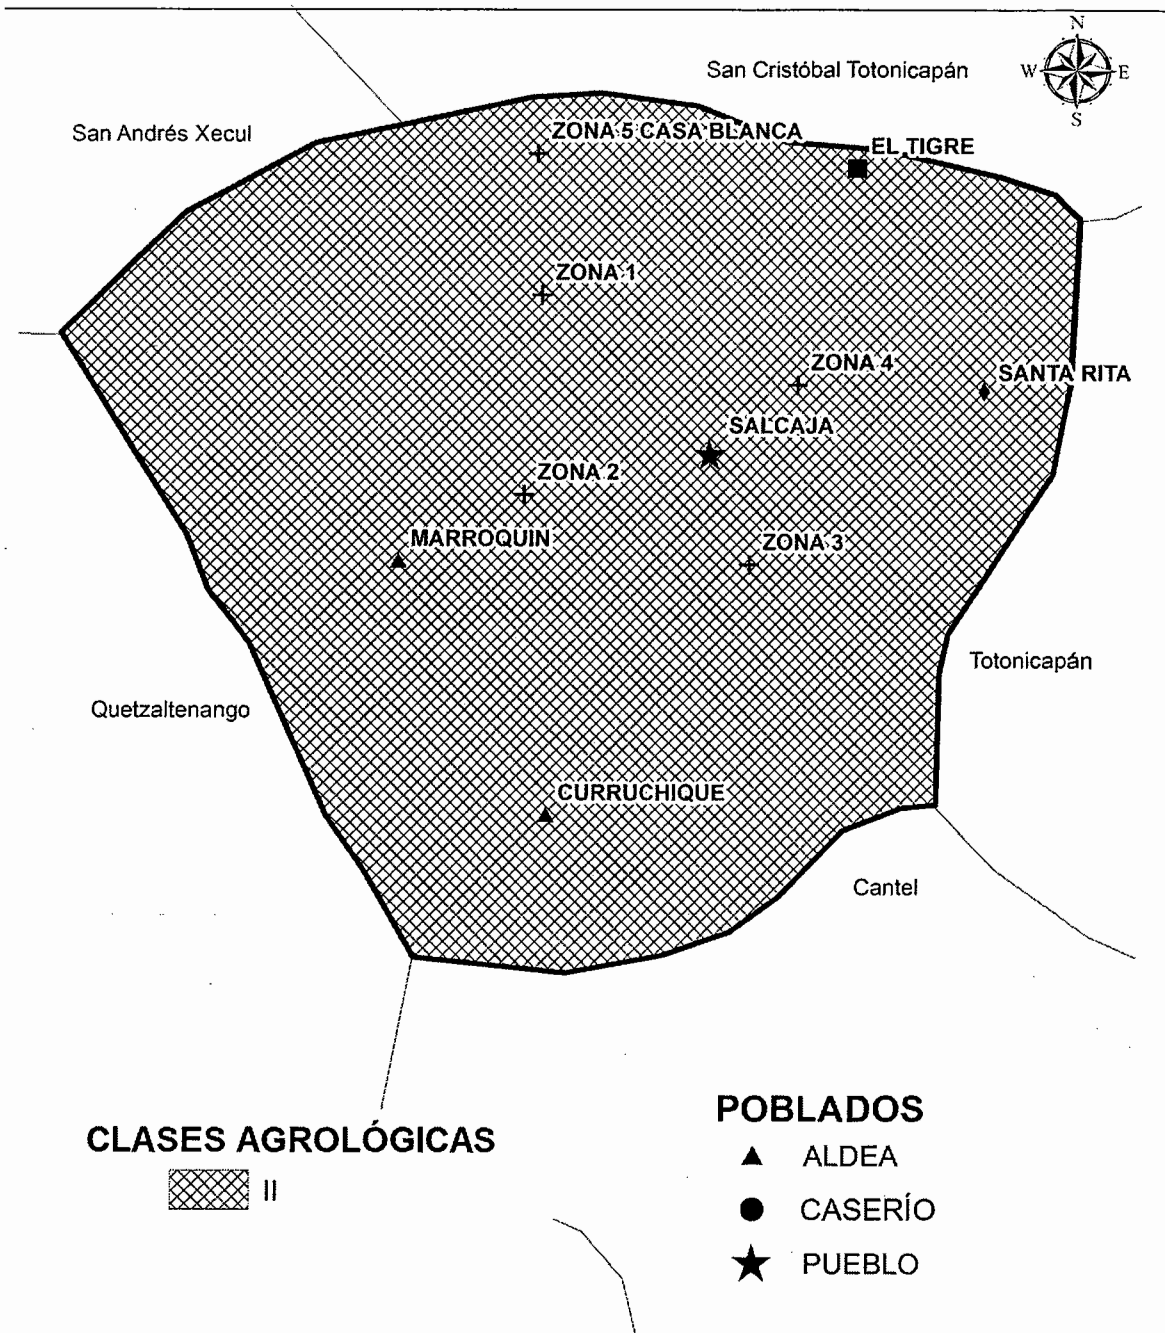 N
San Cristóbal Totonicapán
W E
S
San Andrés Xecul
ZONA 5 CASA BLANCA
EL TIGRE
ZONA 1
ZONA 4
SANTA RITA
SALCAJA
ZONA 2
MARROQUIN
ZONA 3
Totonicapán
Quetzaltenango
CURRUCHIQUE
Cantel
CLASES AGROLÓGICAS
II
POBLADOS
ALDEA
CASERÍO
PUEBLO